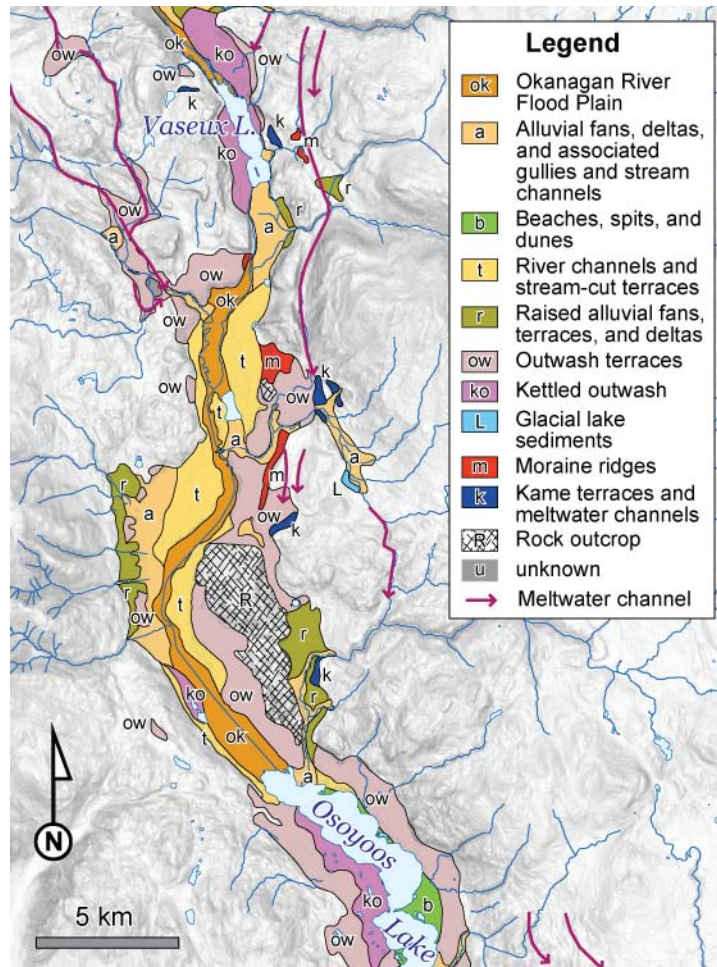 Legend
ok Okanagan River
Flood Plain
a Alluvial fans, deltas,
and associated
gullies and stream
channels
b Beaches, spits, and
dunes
t River channels and
stream-cut terraces
r Raised alluvial fans,
terraces, and deltas
ow Outwash terraces
ko Kettled outwash
L Glacial lake
sediments
m Moraine ridges
k Kame terraces and
meltwater channels
R Rock outcrop
u unknown
Meltwater channel
ok
ow
ko
ow
ow
k
Vaseux L.
k
m
ko
r
ow
r
a
a
ow
ok
ow
t
m
k
ow
ow
t
a
r
t
m
a
L
ow
k
r
t
R
ow
r
k
ko
ow
r
ow
ok
t
a
ow
N
Osoyoos
5 km
ko
b
Lake
ow